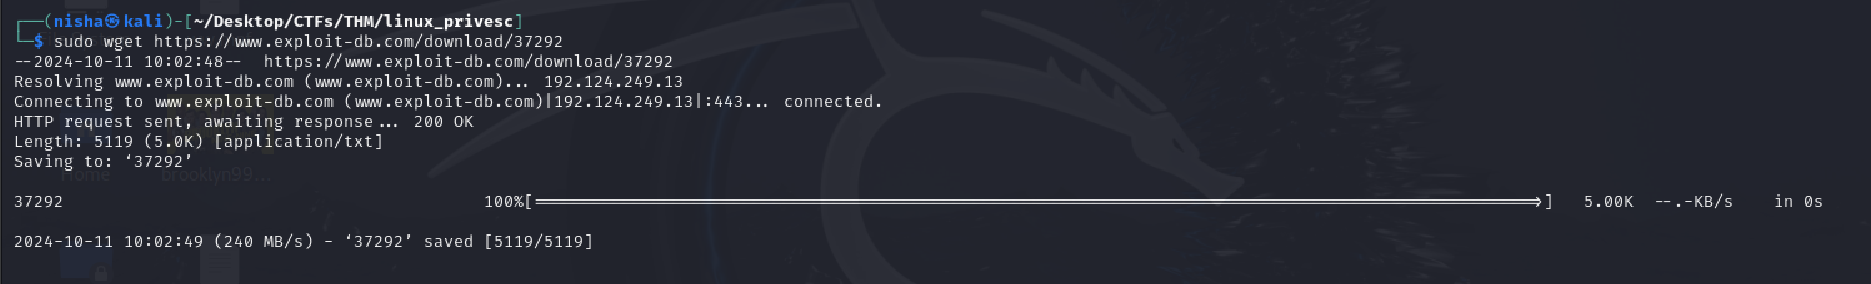 ┌──(nisha㉿kali)-[~/Desktop/CTFs/THM/linux_privesc]
└─$ sudo wget https://www.exploit-db.com/download/37292
--2024-10-11 10:02:48--  https://www.exploit-db.com/download/37292
Resolving www.exploit-db.com (www.exploit-db.com)... 192.124.249.13
Connecting to www.exploit-db.com (www.exploit-db.com)|192.124.249.13|:443... connected.
HTTP request sent, awaiting response... 200 OK
Length: 5119 (5.0K) [application/txt]
Saving to: ‘37292’
Home brooklyn99...
37292 100%[===================================================>] 5.00K --.-KB/s in 0s
2024-10-11 10:02:49 (240 MB/s) - ‘37292’ saved [5119/5119]